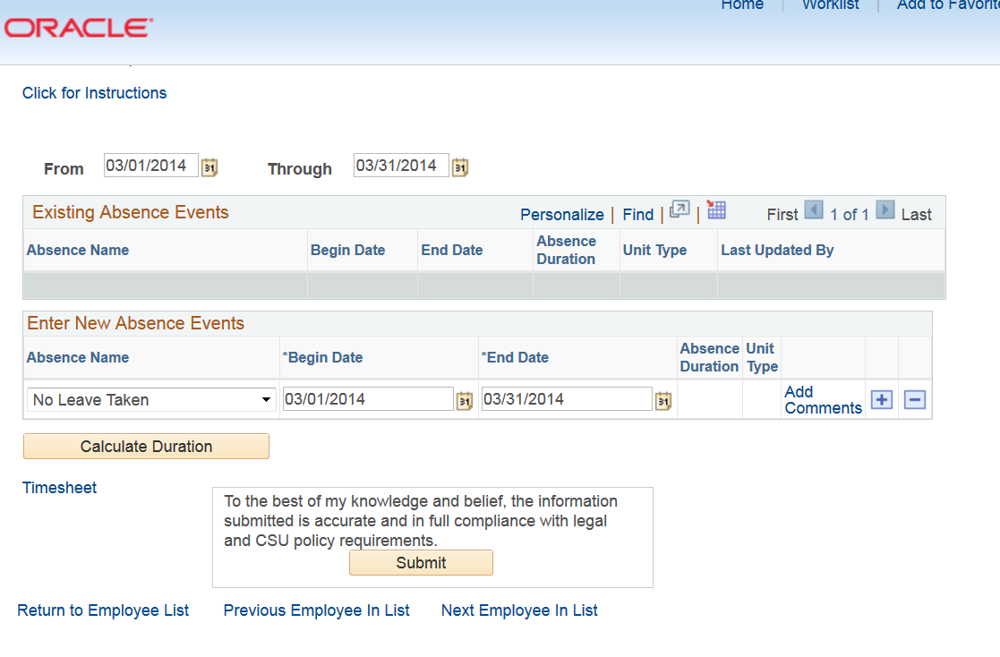 Home | Worklist | Add to Favorite
ORACLE
Click for Instructions
From 03/01/2014 31 Through 03/31/2014 31
Existing Absence Events Personalize | Find | | First 1 of 1 Last
Absence Name Begin Date End Date Absence Duration Unit Type Last Updated By
Enter New Absence Events
Absence Name *Begin Date *End Date Absence Duration Unit Type
No Leave Taken 03/01/2014 31 03/31/2014 31 Add Comments + −
Calculate Duration
Timesheet
To the best of my knowledge and belief, the information
submitted is accurate and in full compliance with legal
and CSU policy requirements.
Submit
Return to Employee List Previous Employee In List Next Employee In List